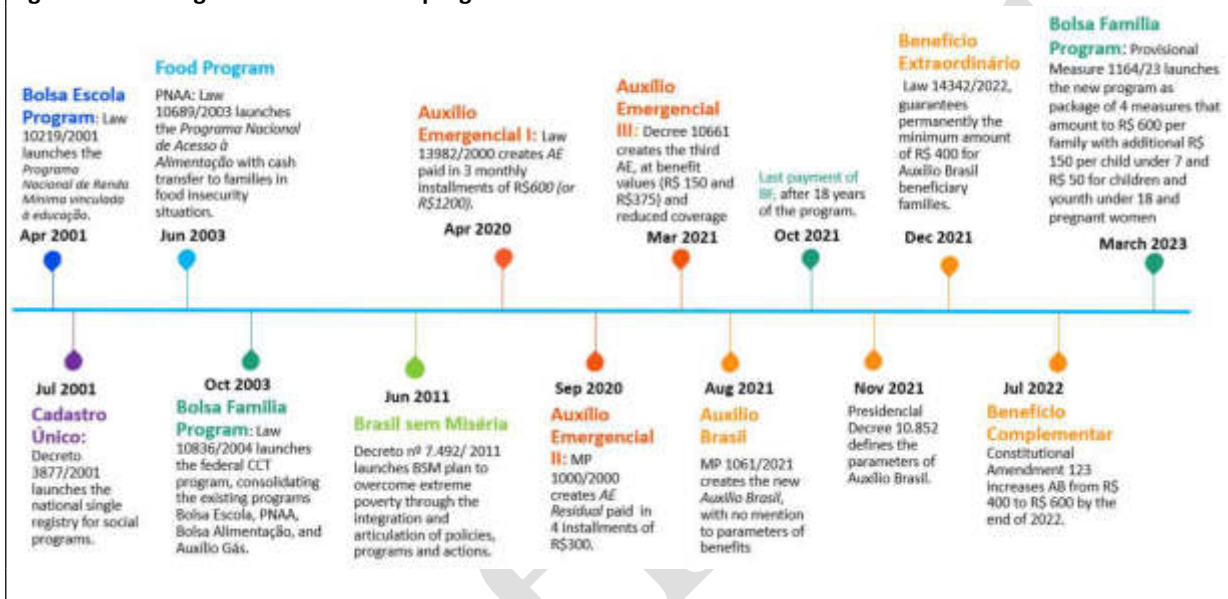 Bolsa Escola
Program: Law
10219/2001
launches the
Programa
Nacional de Renda
Mínima vinculada
à educação.
Apr 2001
Food Program
PNAA: Law
10689/2003 launches
the Programa Nacional
de Acesso à
Alimentação with cash
transfer to families in
food insecurity
situation.
Jun 2003
Auxílio
Emergencial I: Law
13982/2000 creates AE
paid in 3 monthly
installments of R$600 (or
R$1200).
Apr 2020
Auxílio
Emergencial
III: Decree 10661
creates the third
AE, at benefit
values (R$ 150 and
R$375) and
reduced coverage
Mar 2021
Last payment of
BF, after 18 years
of the program.
Oct 2021
Benefício
Extraordinário
Law 14342/2022,
guarantees
permanently the
minimum amount
of R$ 400 for
Auxílio Brasil
beneficiary
families.
Dec 2021
Bolsa Família
Program: Provisional
Measure 1164/23 launches
the new program as
package of 4 measures that
amount to R$ 600 per
family with additional R$
150 per child under 7 and
R$ 50 for children and
younth under 18 and
pregnant women
March 2023
Jul 2001
Cadastro
Único:
Decreto
3877/2001
launches the
national single
registry for social
programs.
Oct 2003
Bolsa Família
Program: Law
10836/2004 launches
the federal CCT
program, consolidating
the existing programs
Bolsa Escola, PNAA,
Bolsa Alimentação, and
Auxílio Gás.
Jun 2011
Brasil sem Miséria
Decreto nº 7.492/ 2011
launches BSM plan to
overcome extreme
poverty through the
integration and
articulation of policies,
programs and actions.
Sep 2020
Auxílio
Emergencial
II: MP
1000/2000
creates AE
Residual paid in
4 installments of
R$300.
Aug 2021
Auxílio
Brasil
MP 1061/2021
creates the new
Auxílio Brasil,
with no mention
to parameters of
benefits
Nov 2021
Presidencial
Decree 10.852
defines the
parameters of
Auxílio Brasil.
Jul 2022
Benefício
Complementar
Constitutional
Amendment 123
increases AB from R$
400 to R$ 600 by the
end of 2022.